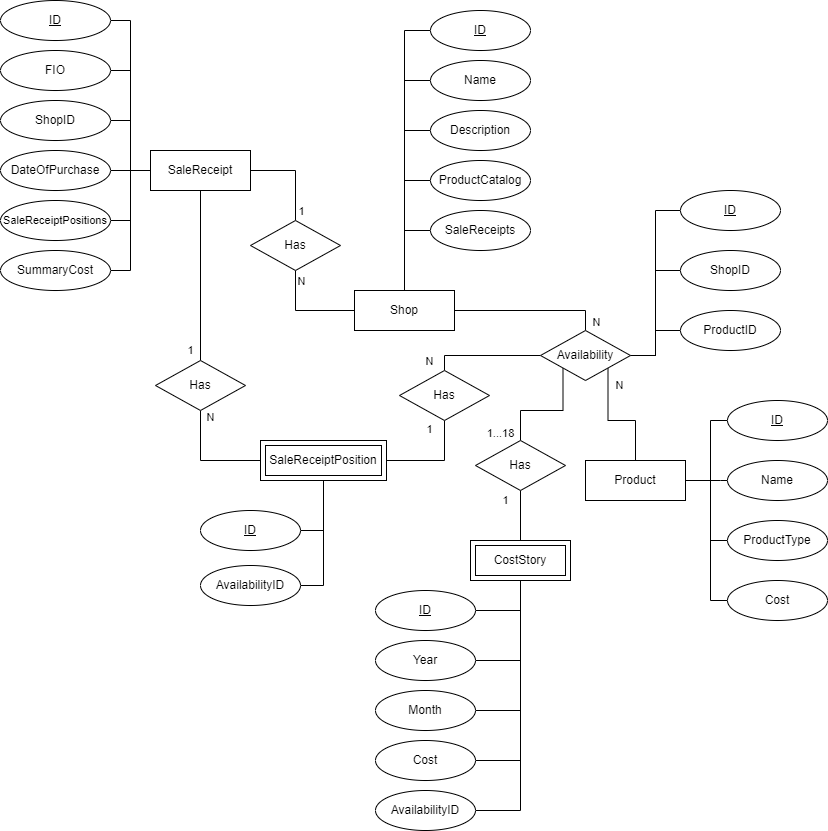 ID
FIO
ShopID
DateOfPurchase
SaleReceiptPositions
SummaryCost
SaleReceipt
1
Has
N
ID
Name
Description
ProductCatalog
SaleReceipts
Shop
N
Availability
N
ID
ShopID
ProductID
1
Has
N
SaleReceiptPosition
ID
AvailabilityID
N
Has
1
1...18
Has
1
CostStory
ID
Year
Month
Cost
AvailabilityID
Product
ID
Name
ProductType
Cost